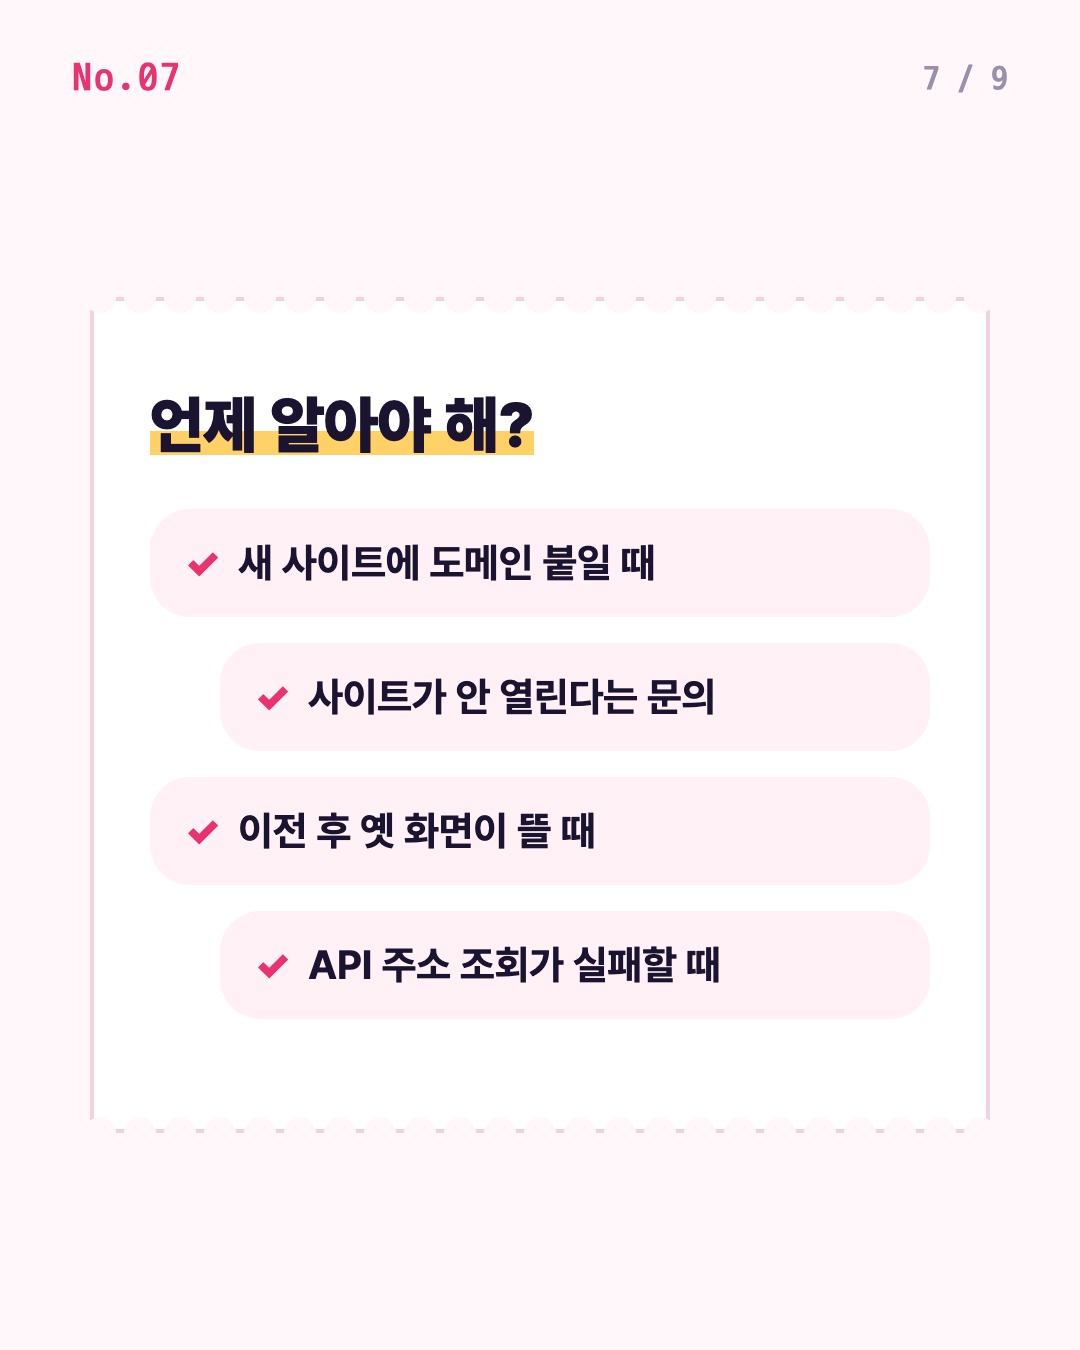 No.07
7 / 9
언제 알아야 해?
새 사이트에 도메인 붙일 때
사이트가 안 열린다는 문의
이전 후 옛 화면이 뜰 때
API 주소 조회가 실패할 때